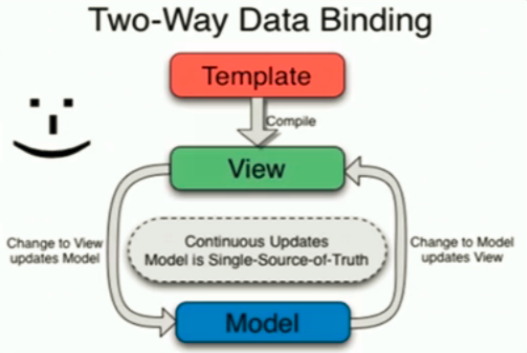 Two-Way Data Binding
Template
Compile
View
Change to View
updates Model
Continuous Updates
Model is Single-Source-of-Truth
Change to Model
updates View
Model